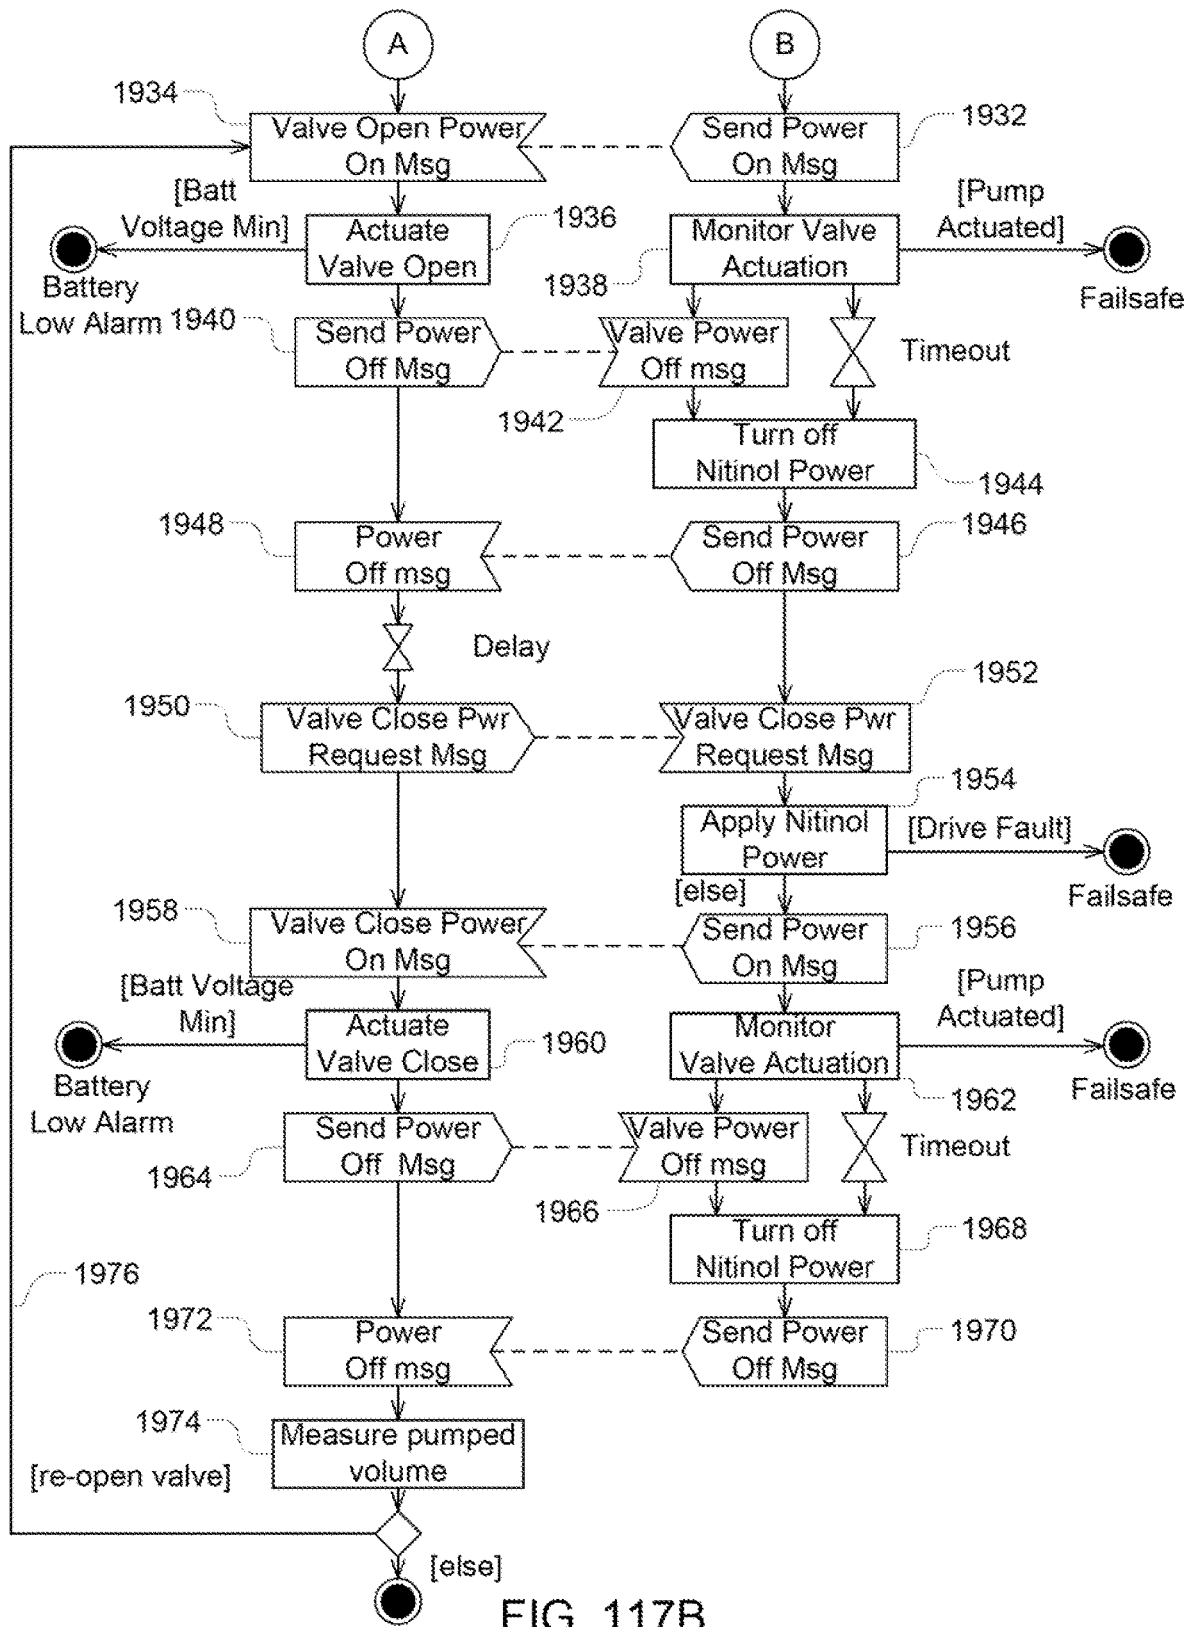 A
B
1934
Valve Open Power
On Msg
Send Power
On Msg
1932
[Batt
Voltage Min]
Actuate
Valve Open
1936
Monitor Valve
Actuation
1938
[Pump
Actuated]
Battery
Low Alarm
Failsafe
1940
Send Power
Off Msg
Valve Power
Off msg
1942
Timeout
Turn off
Nitinol Power
1944
1948
Power
Off msg
Send Power
Off Msg
1946
Delay
1950
Valve Close Pwr
Request Msg
Valve Close Pwr
Request Msg
1952
1954
Apply Nitinol
Power
[Drive Fault]
Failsafe
[else]
1958
Valve Close Power
On Msg
Send Power
On Msg
1956
[Batt Voltage
Min]
Actuate
Valve Close
1960
Monitor
Valve Actuation
1962
[Pump
Actuated]
Battery
Low Alarm
Failsafe
1964
Send Power
Off Msg
Valve Power
Off msg
1966
Timeout
Turn off
Nitinol Power
1968
1976
1972
Power
Off msg
Send Power
Off Msg
1970
1974
Measure pumped
volume
[re-open valve]
[else]
FIG. 117B